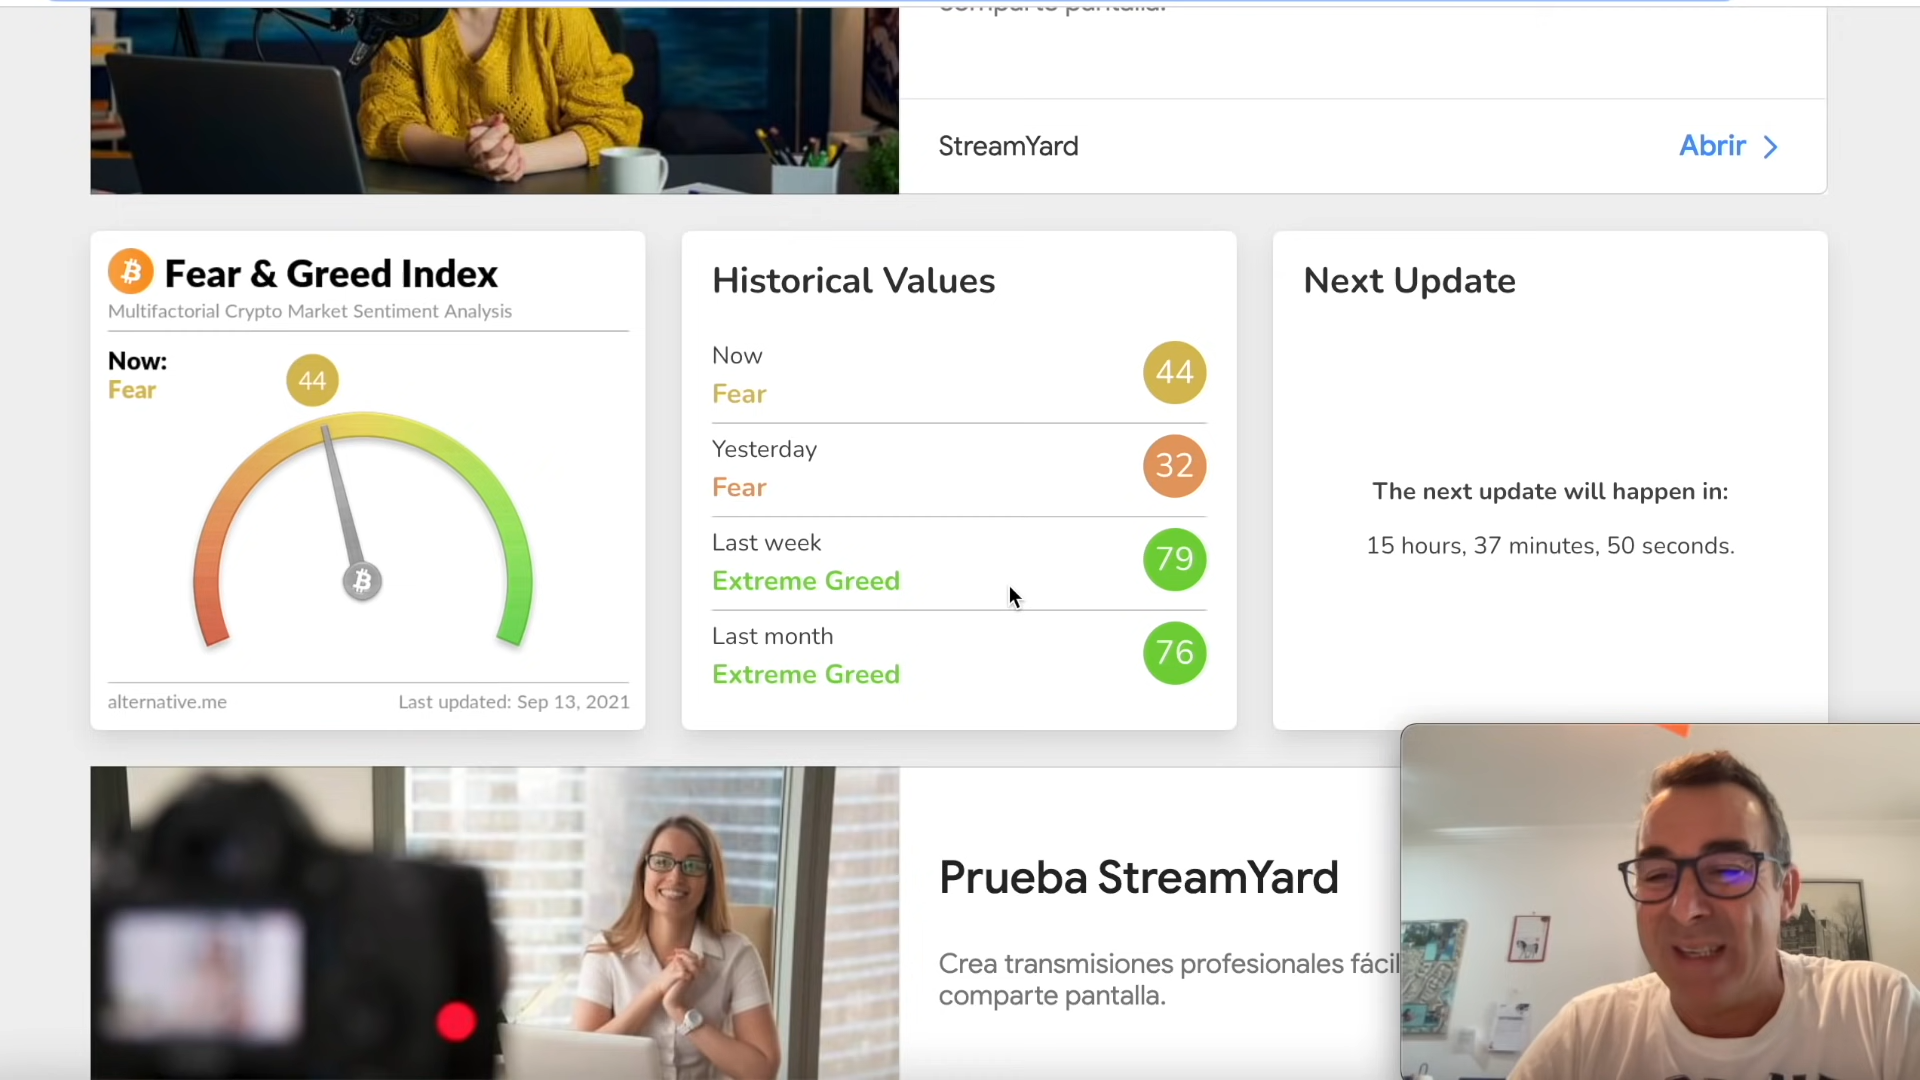 comparte pantalla.
StreamYard
Abrir
Fear & Greed Index
Multifactorial Crypto Market Sentiment Analysis
Now:
Fear
44
alternative.me
Last updated: Sep 13, 2021
Historical Values
Now
Fear
44
Yesterday
Fear
32
Last week
Extreme Greed
79
Last month
Extreme Greed
76
Next Update
The next update will happen in:
15 hours, 37 minutes, 50 seconds.
Prueba StreamYard
Crea transmisiones profesionales fácil
comparte pantalla.